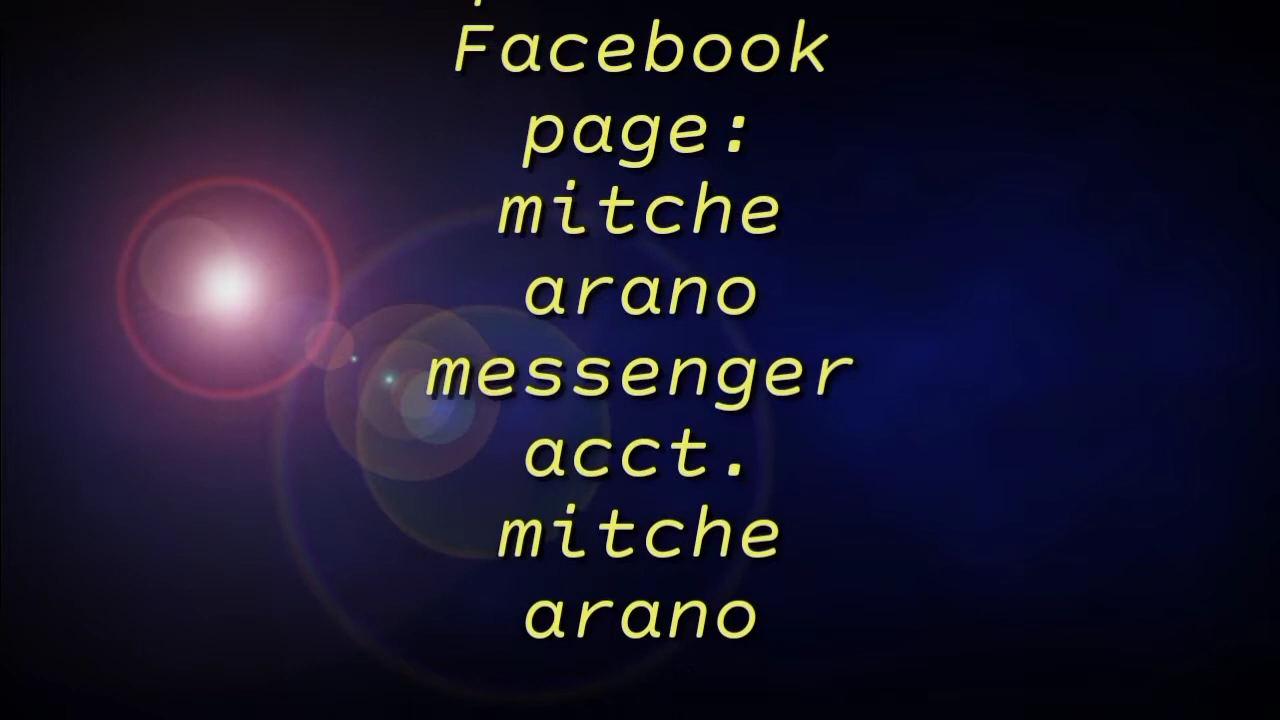 Facebook
page:
mitche
arano
messenger
acct.
mitche
arano